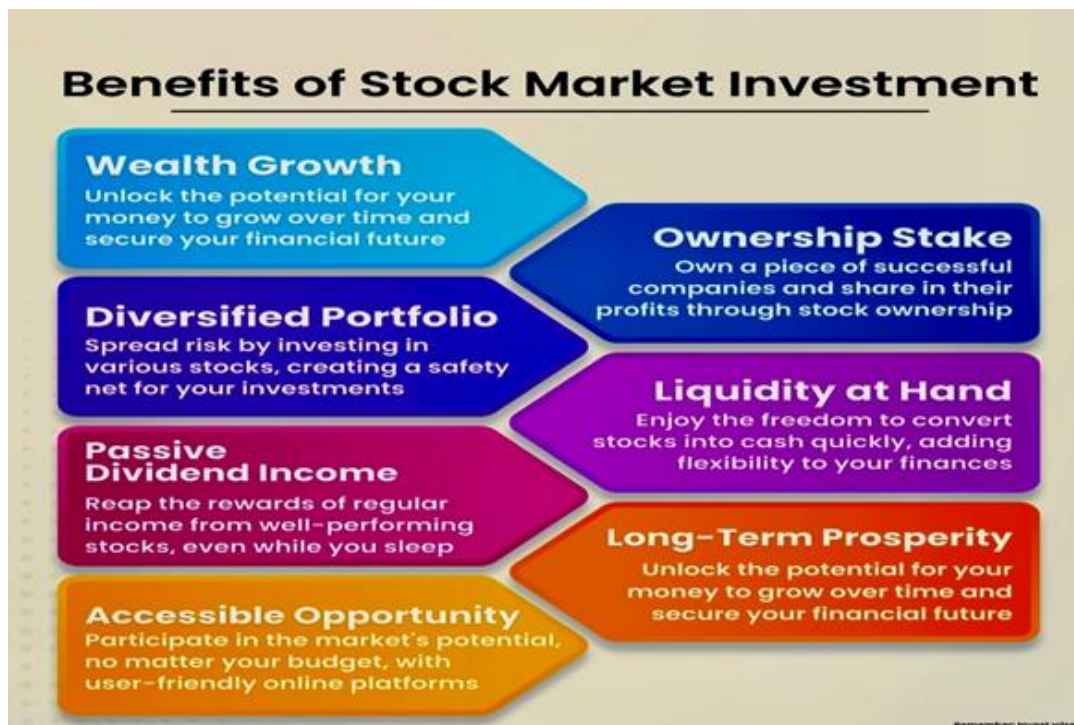 Benefits of Stock Market Investment
Wealth Growth
Unlock the potential for your
money to grow over time and
secure your financial future
Ownership Stake
Own a piece of successful
companies and share in their
profits through stock ownership
Diversified Portfolio
Spread risk by investing in
various stocks, creating a safety
net for your investments
Liquidity at Hand
Enjoy the freedom to convert
stocks into cash quickly, adding
flexibility to your finances
Passive
Dividend Income
Reap the rewards of regular
income from well-performing
stocks, even while you sleep
Long-Term Prosperity
Unlock the potential for your
money to grow over time and
secure your financial future
Accessible Opportunity
Participate in the market's potential,
no matter your budget, with
user-friendly online platforms